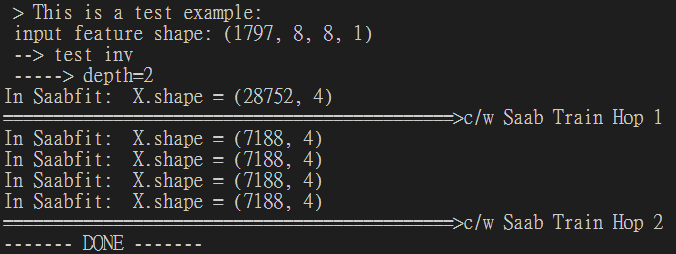 > This is a test example:
input feature shape: (1797, 8, 8, 1)
--> test inv
-----> depth=2
In Saabfit:  X.shape = (28752, 4)
=============================================>c/w Saab Train Hop 1
In Saabfit:  X.shape = (7188, 4)
In Saabfit:  X.shape = (7188, 4)
In Saabfit:  X.shape = (7188, 4)
In Saabfit:  X.shape = (7188, 4)
=============================================>c/w Saab Train Hop 2
------- DONE -------